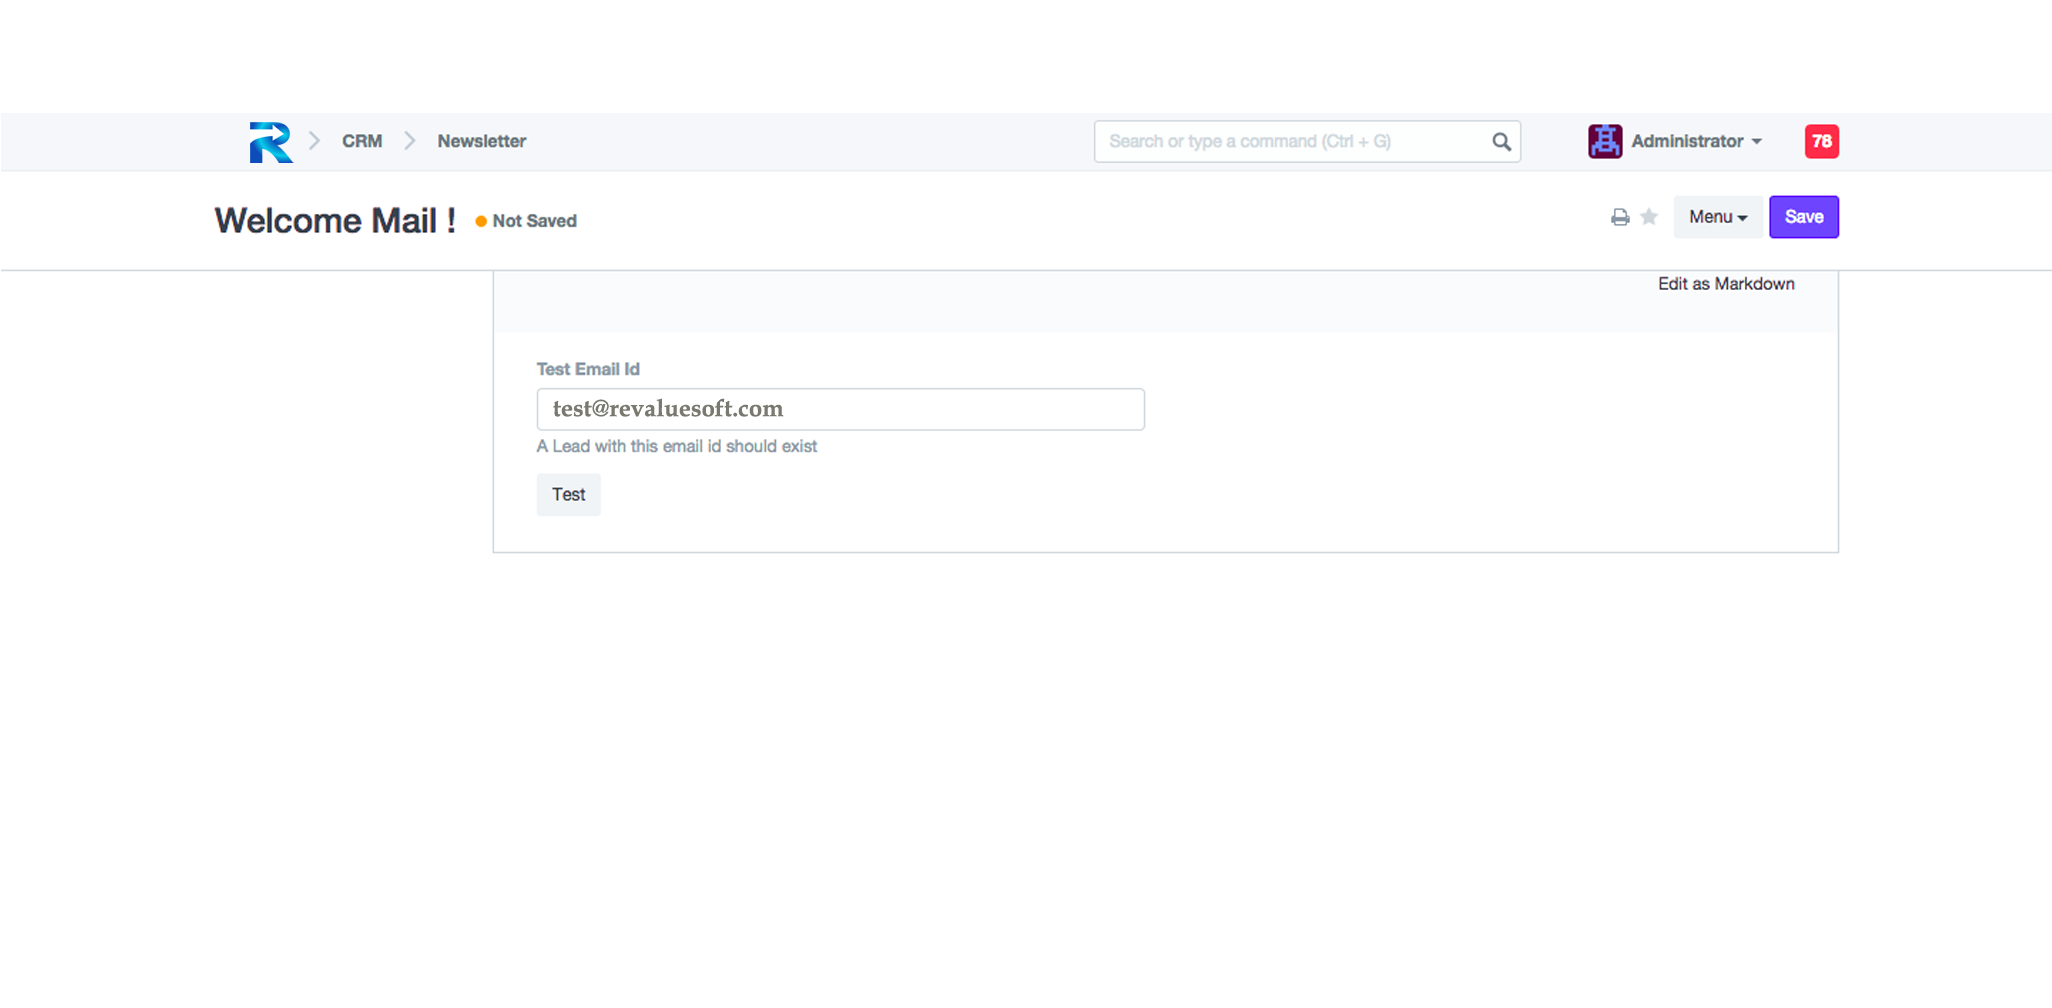 CRM Newsletter Search or type a command (Ctrl + G) Administrator 78
Welcome Mail ! Not Saved Menu Save
Edit as Markdown
Test Email Id
test@revaluesoft.com
A Lead with this email id should exist
Test